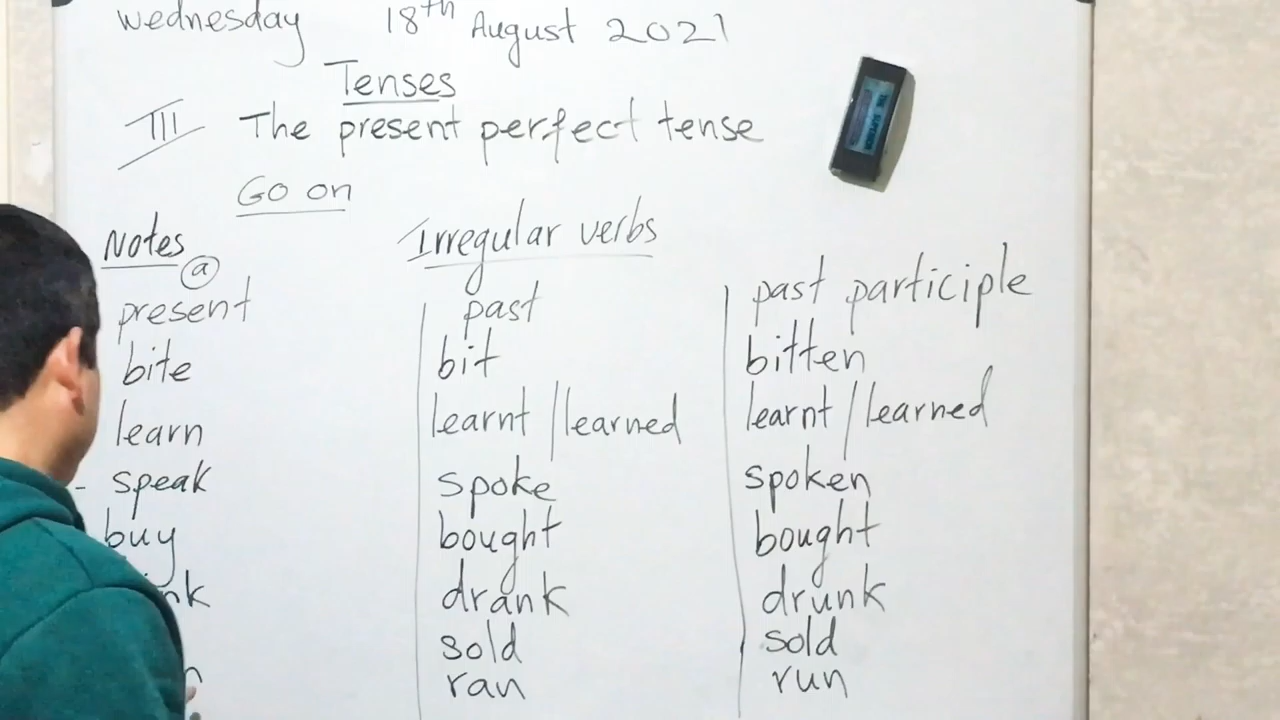 Wednesday 18th August 2021
Tenses
III The present perfect tense
Go on
Notes Irregular verbs
a
present past past participle
bite bit bitten
learn learnt / learned learnt / learned
- speak spoke spoken
buy bought bought
nk drank drunk
sold sold
n ran run